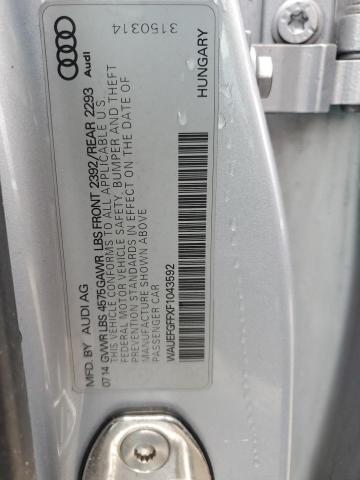 MFD. BY AUDI AG
Audi
07 14 GVWR LBS 4575 GAWR LBS FRONT 2392/REAR 2293
THIS VEHICLE CONFORMS TO ALL APPLICABLE U.S.
FEDERAL MOTOR VEHICLE SAFETY, BUMPER AND THEFT
PREVENTION STANDARDS IN EFFECT ON THE DATE OF
MANUFACTURE SHOWN ABOVE
PASSENGER CAR
WAUEFGFFXF1043592
3150314
HUNGARY